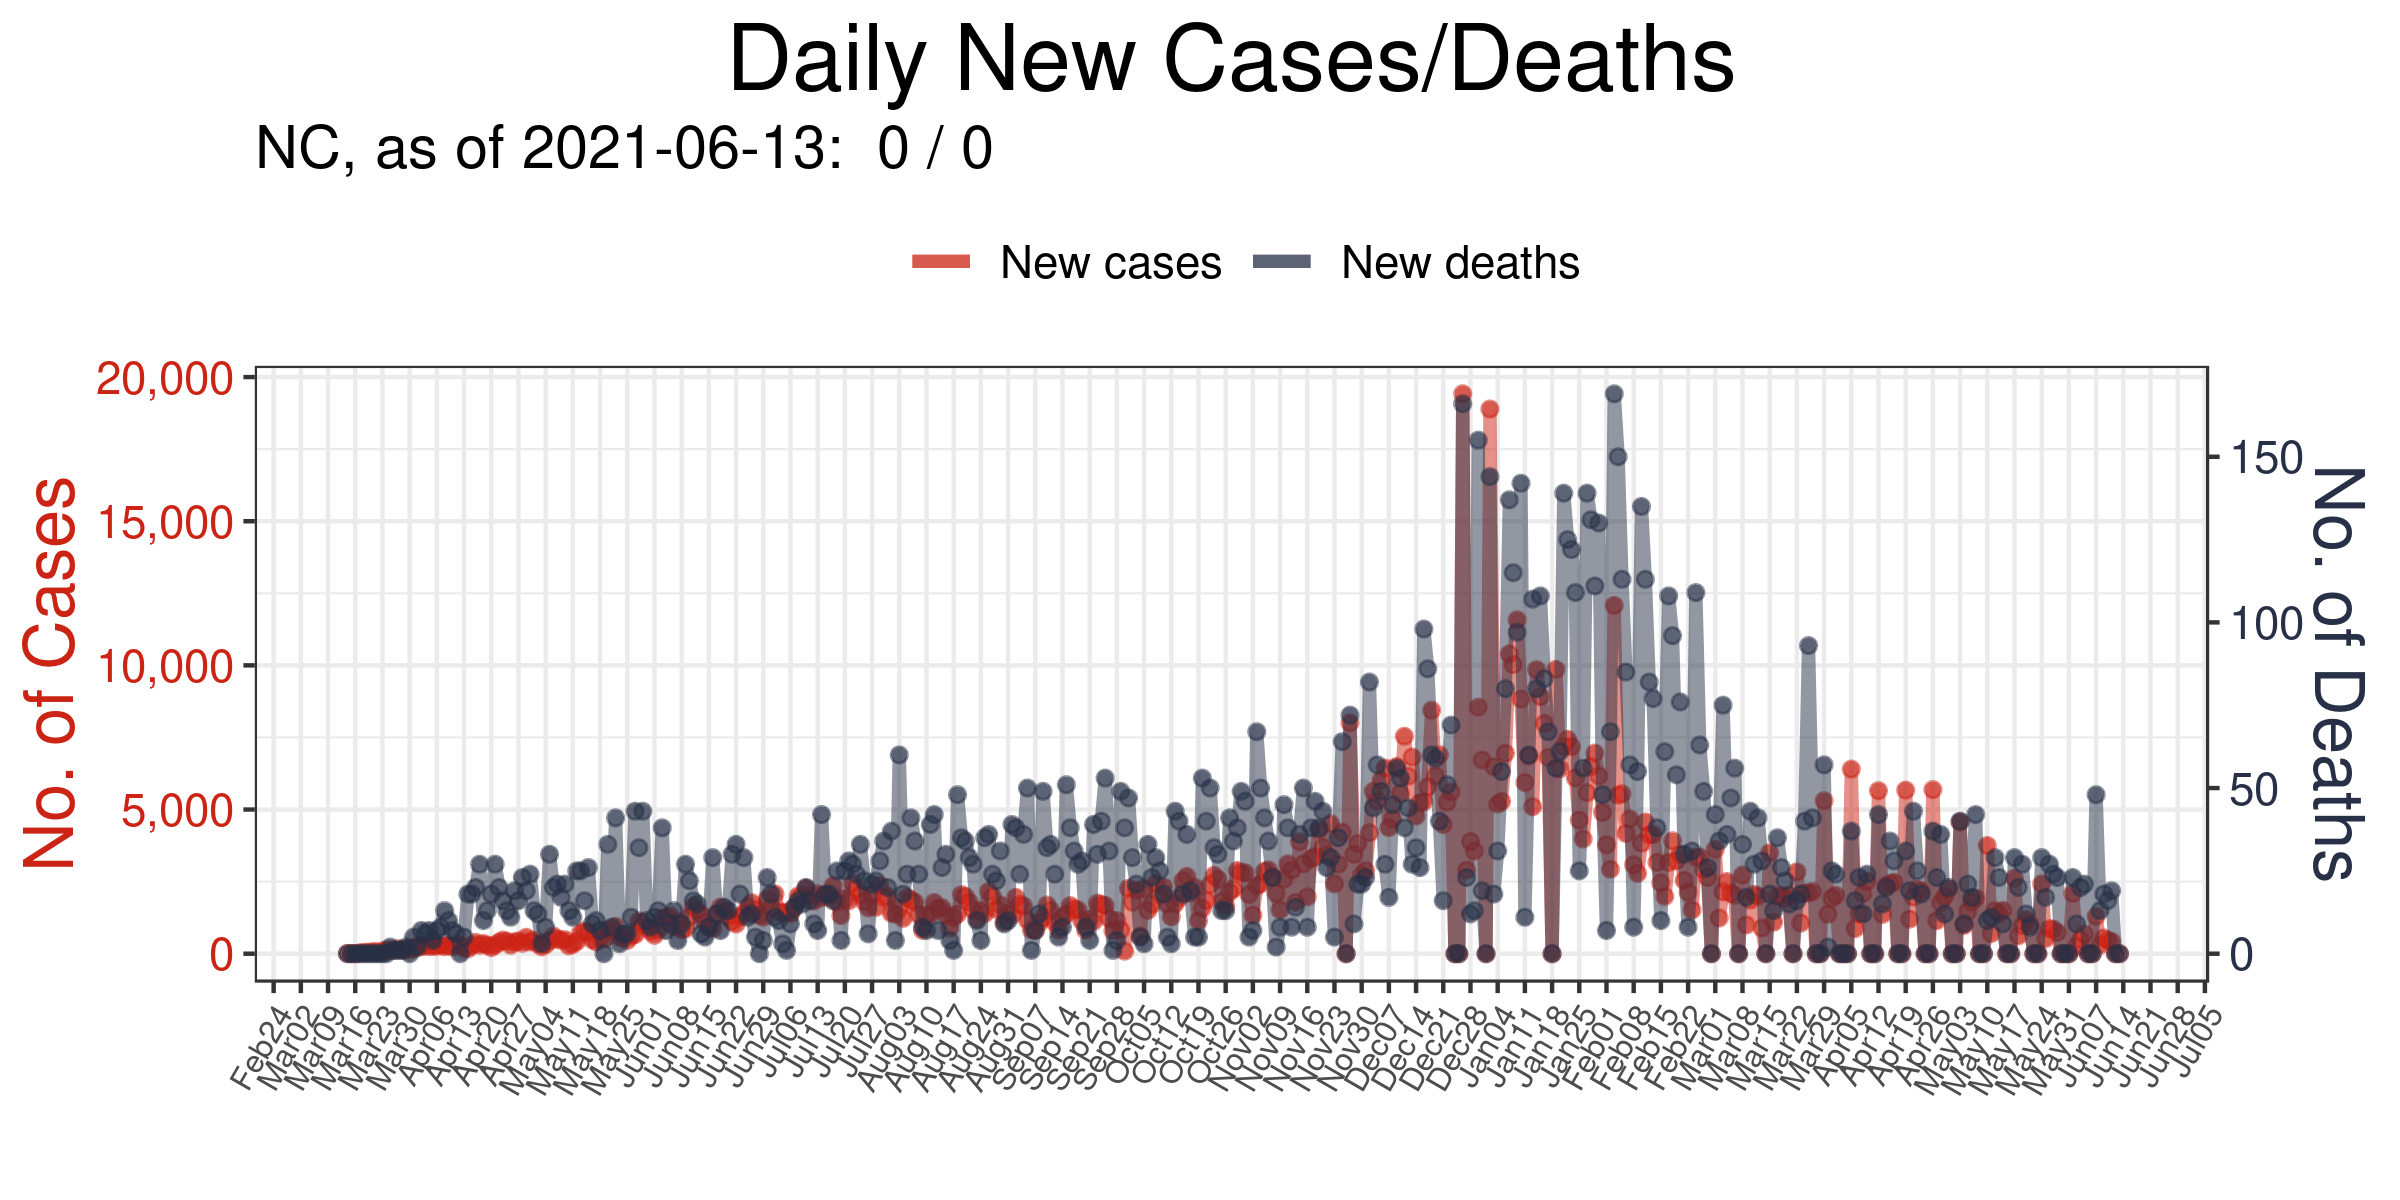 Daily New Cases/Deaths
NC, as of 2021-06-13: 0 / 0
New cases New deaths
No. of Cases
20,000
15,000
10,000
5,000
0
150
100
50
0
No. of Deaths
Feb24
Mar02
Mar09
Mar16
Mar23
Mar30
Apr06
Apr13
Apr20
Apr27
May04
May11
May18
May25
Jun01
Jun08
Jun15
Jun22
Jun29
Jul06
Jul13
Jul20
Jul27
Aug03
Aug10
Aug17
Aug24
Aug31
Sep07
Sep14
Sep21
Sep28
Oct05
Oct12
Oct19
Oct26
Nov02
Nov09
Nov16
Nov23
Nov30
Dec07
Dec14
Dec21
Dec28
Jan04
Jan11
Jan18
Jan25
Feb01
Feb08
Feb15
Feb22
Mar01
Mar08
Mar15
Mar22
Mar29
Apr05
Apr12
Apr19
Apr26
May03
May10
May17
May24
May31
Jun07
Jun14
Jun21
Jun28
Jul05